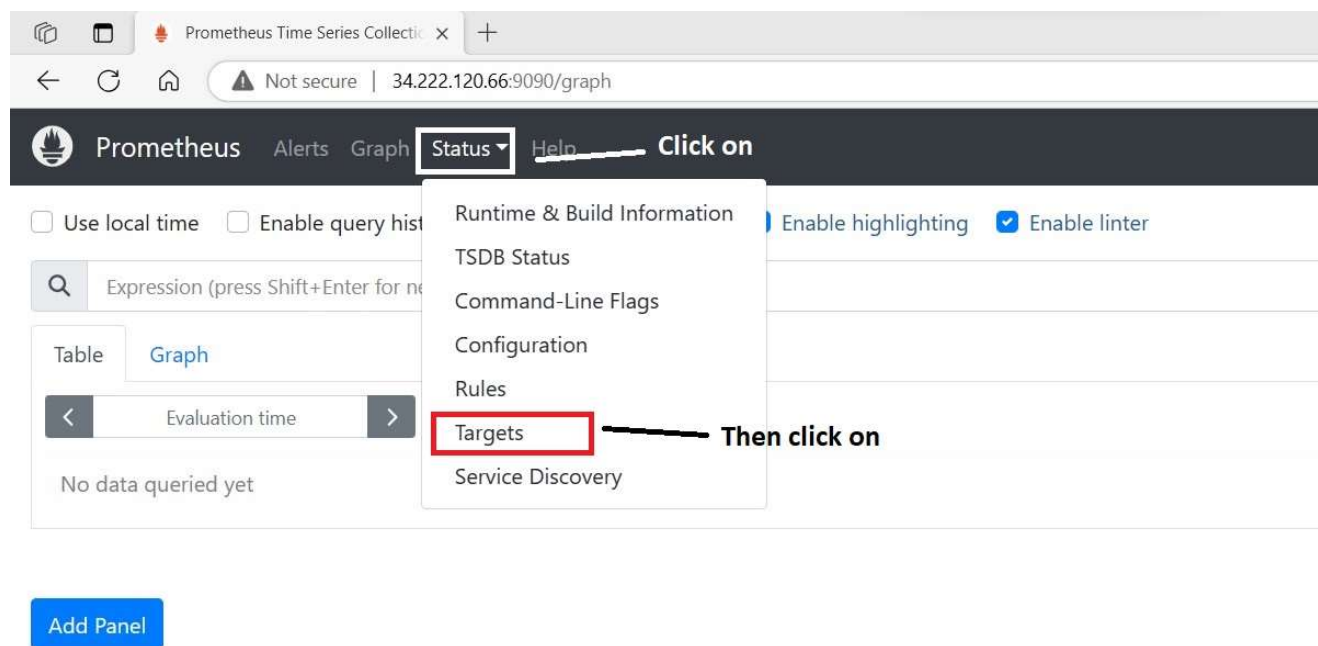 Prometheus Time Series Collectio
Not secure | 34.222.120.66:9090/graph
Prometheus Alerts Graph Status Help Click on
Use local time Enable query hist Enable highlighting Enable linter
Runtime & Build Information
TSDB Status
Expression (press Shift+Enter for ne
Command-Line Flags
Table Graph
Configuration
Rules
Evaluation time
Targets Then click on
No data queried yet
Service Discovery
Add Panel